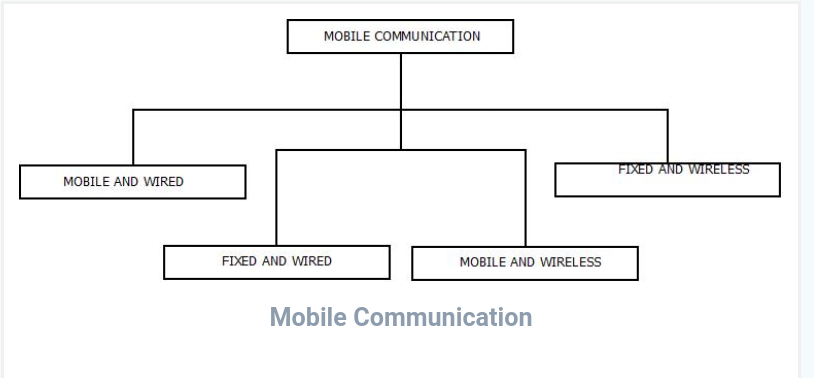 MOBILE COMMUNICATION
MOBILE AND WIRED
FIXED AND WIRELESS
FIXED AND WIRED
MOBILE AND WIRELESS
Mobile Communication